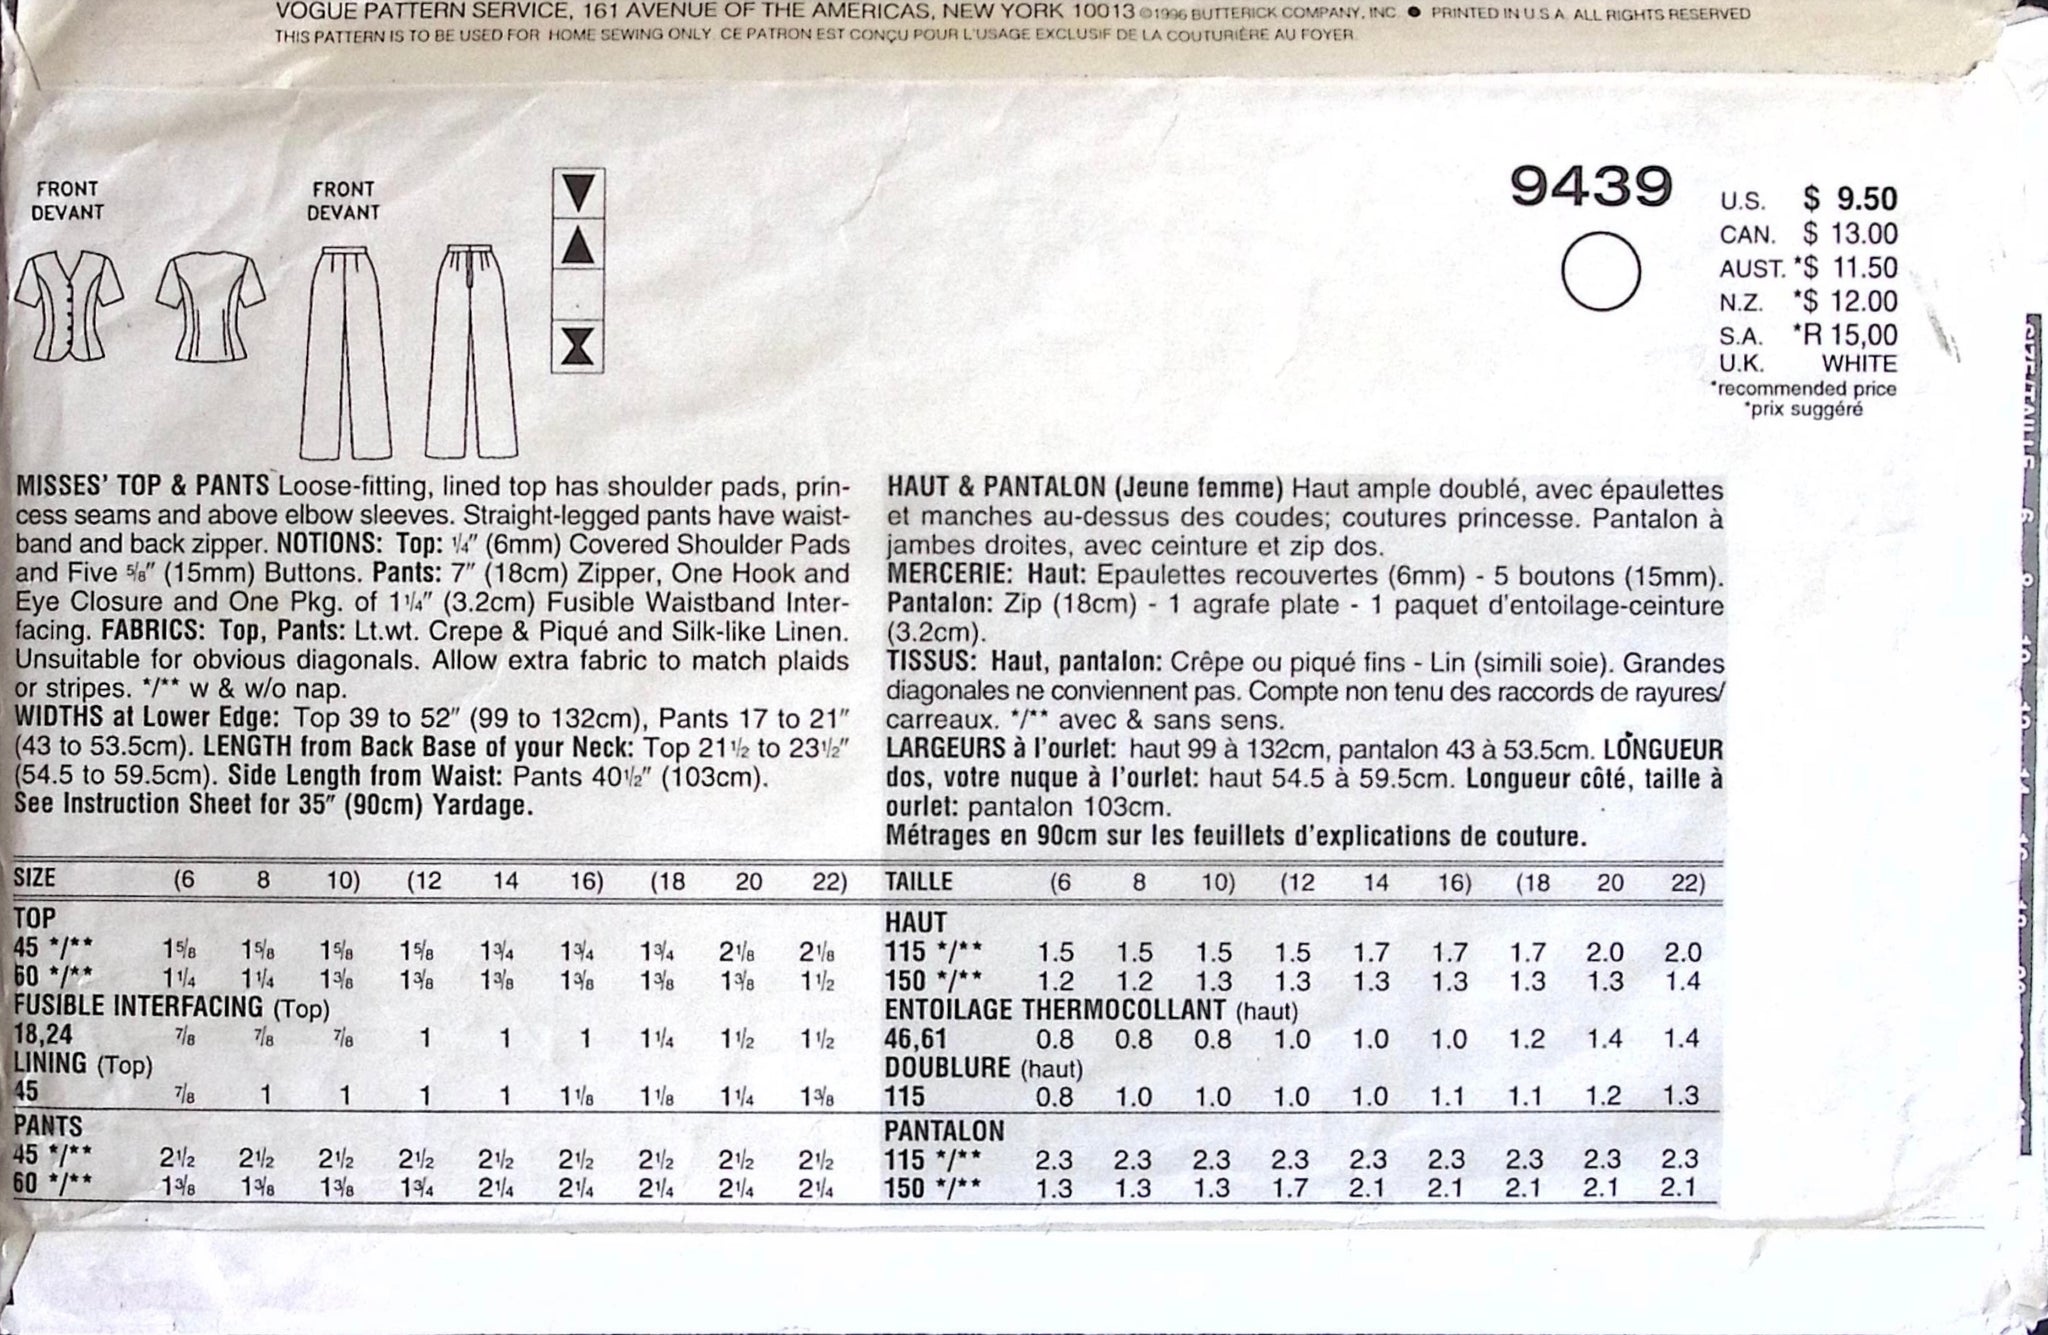 VOGUE PATTERN SERVICE, 161 AVENUE OF THE AMERICAS, NEW YORK 10013 ©1996 BUTTERICK COMPANY, INC. ● PRINTED IN U.S.A. ALL RIGHTS RESERVED
THIS PATTERN IS TO BE USED FOR HOME SEWING ONLY. CE PATRON EST CONÇU POUR L'USAGE EXCLUSIF DE LA COUTURIÈRE AU FOYER.
FRONT
DEVANT
FRONT
DEVANT
9439
U.S. $ 9.50
CAN. $ 13.00
AUST. *$ 11.50
N.Z. *$ 12.00
S.A. *R 15,00
U.K. WHITE
*recommended price
*prix suggéré
MISSES' TOP & PANTS Loose-fitting, lined top has shoulder pads, prin-
cess seams and above elbow sleeves. Straight-legged pants have waist-
band and back zipper. NOTIONS: Top: 1/4" (6mm) Covered Shoulder Pads
and Five 5/8" (15mm) Buttons. Pants: 7" (18cm) Zipper, One Hook and
Eye Closure and One Pkg. of 1 1/4" (3.2cm) Fusible Waistband Inter-
facing. FABRICS: Top, Pants: Lt.wt. Crepe & Piqué and Silk-like Linen.
Unsuitable for obvious diagonals. Allow extra fabric to match plaids
or stripes. */** w & w/o nap.
WIDTHS at Lower Edge: Top 39 to 52" (99 to 132cm), Pants 17 to 21"
(43 to 53.5cm). LENGTH from Back Base of your Neck: Top 21 1/2 to 23 1/2"
(54.5 to 59.5cm). Side Length from Waist: Pants 40 1/2" (103cm).
See Instruction Sheet for 35" (90cm) Yardage.
SIZE (6 8 10) (12 14 16) (18 20 22)
TOP
45 */** 1 5/8 1 5/8 1 5/8 1 5/8 1 3/4 1 3/4 1 3/4 2 1/8 2 1/8
60 */** 1 1/4 1 1/4 1 3/8 1 3/8 1 3/8 1 3/8 1 3/8 1 3/8 1 1/2
FUSIBLE INTERFACING (Top)
18,24 7/8 7/8 7/8 1 1 1 1 1/4 1 1/2 1 1/2
LINING (Top)
45 7/8 1 1 1 1 1 1/8 1 1/8 1 1/4 1 3/8
PANTS
45 */** 2 1/2 2 1/2 2 1/2 2 1/2 2 1/2 2 1/2 2 1/2 2 1/2 2 1/2
60 */** 1 3/8 1 3/8 1 3/8 1 3/4 2 1/4 2 1/4 2 1/4 2 1/4 2 1/4
HAUT & PANTALON (Jeune femme) Haut ample doublé, avec épaulettes
et manches au-dessus des coudes; coutures princesse. Pantalon à
jambes droites, avec ceinture et zip dos.
MERCERIE: Haut: Epaulettes recouvertes (6mm) - 5 boutons (15mm).
Pantalon: Zip (18cm) - 1 agrafe plate - 1 paquet d'entoilage-ceinture
(3.2cm).
TISSUS: Haut, pantalon: Crêpe ou piqué fins - Lin (simili soie). Grandes
diagonales ne conviennent pas. Compte non tenu des raccords de rayures/
carreaux. */** avec & sans sens.
LARGEURS à l'ourlet: haut 99 à 132cm, pantalon 43 à 53.5cm. LONGUEUR
dos, votre nuque à l'ourlet: haut 54.5 à 59.5cm. Longueur côté, taille à
ourlet: pantalon 103cm.
Métrages en 90cm sur les feuillets d'explications de couture.
TAILLE (6 8 10) (12 14 16) (18 20 22)
HAUT
115 */** 1.5 1.5 1.5 1.5 1.7 1.7 1.7 2.0 2.0
150 */** 1.2 1.2 1.3 1.3 1.3 1.3 1.3 1.3 1.4
ENTOILAGE THERMOCOLLANT (haut)
46,61 0.8 0.8 0.8 1.0 1.0 1.0 1.2 1.4 1.4
DOUBLURE (haut)
115 0.8 1.0 1.0 1.0 1.0 1.1 1.1 1.2 1.3
PANTALON
115 */** 2.3 2.3 2.3 2.3 2.3 2.3 2.3 2.3 2.3
150 */** 1.3 1.3 1.3 1.7 2.1 2.1 2.1 2.1 2.1